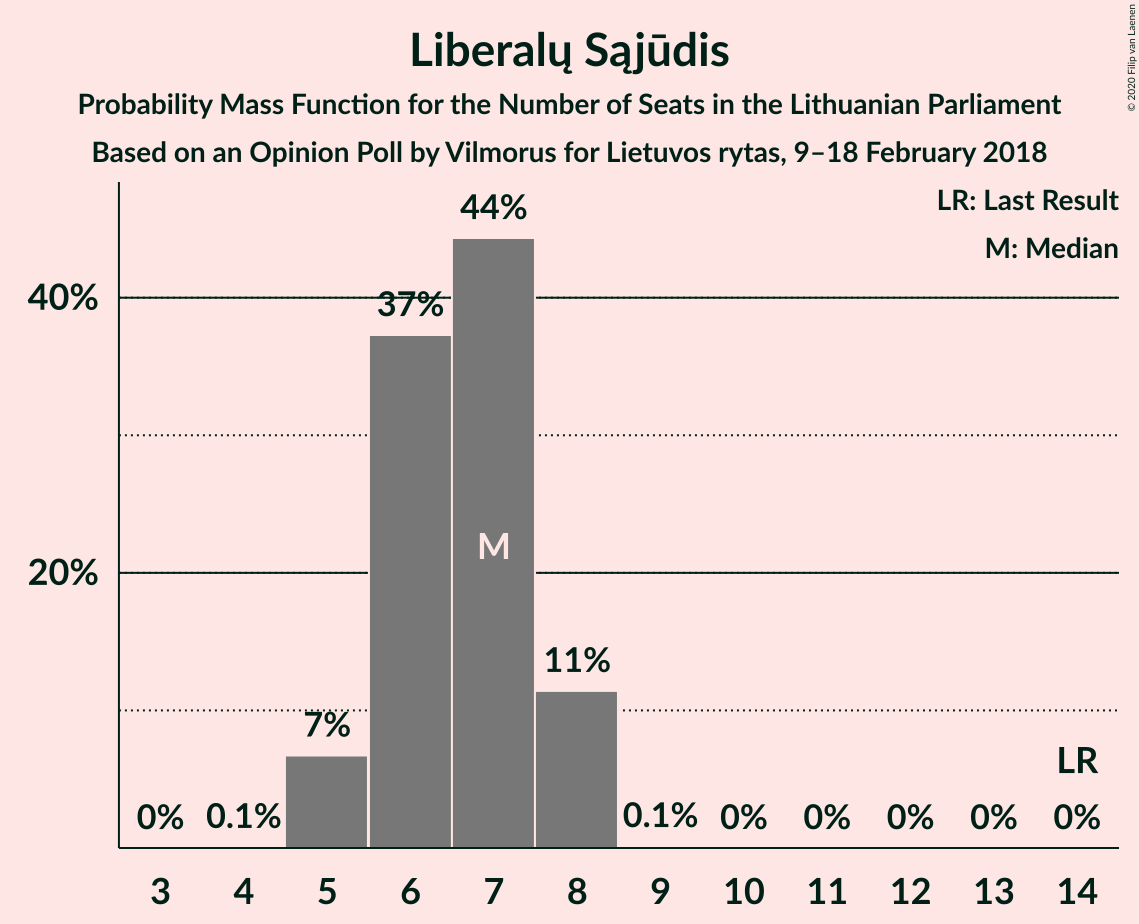 Liberalų Sąjūdis
Probability Mass Function for the Number of Seats in the Lithuanian Parliament
Based on an Opinion Poll by Vilmorus for Lietuvos rytas, 9–18 February 2018
© 2020 Filip van Laenen
LR: Last Result
M: Median
44%
40%
37%
M
20%
11%
7%
LR
0% 0.1% 0.1% 0% 0% 0% 0% 0%
3 4 5 6 7 8 9 10 11 12 13 14